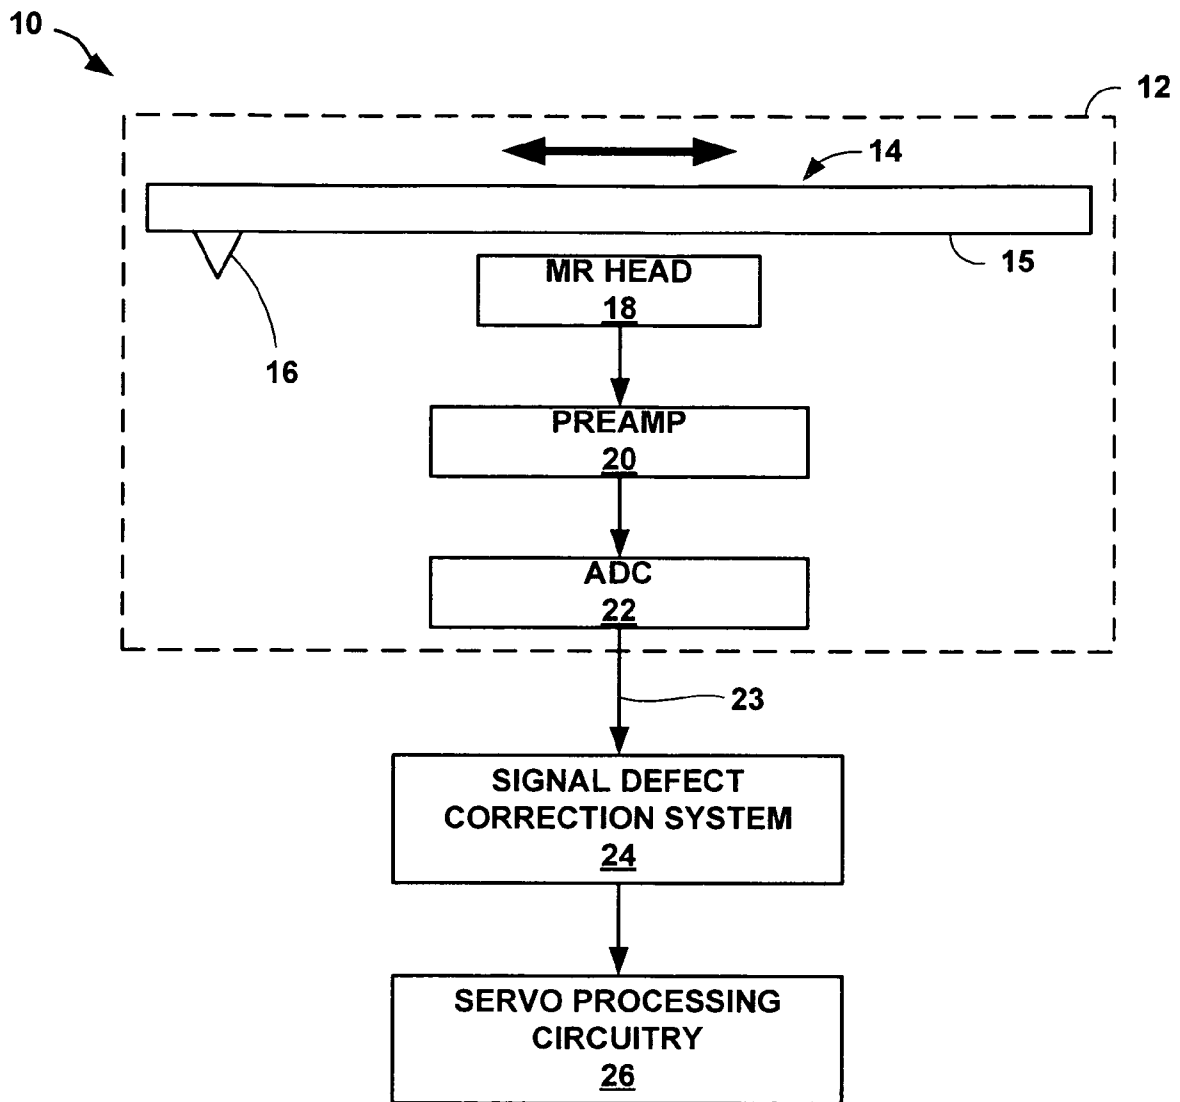 10
12
14
15
MR HEAD
18
16
PREAMP
20
ADC
22
23
SIGNAL DEFECT
CORRECTION SYSTEM
24
SERVO PROCESSING
CIRCUITRY
26